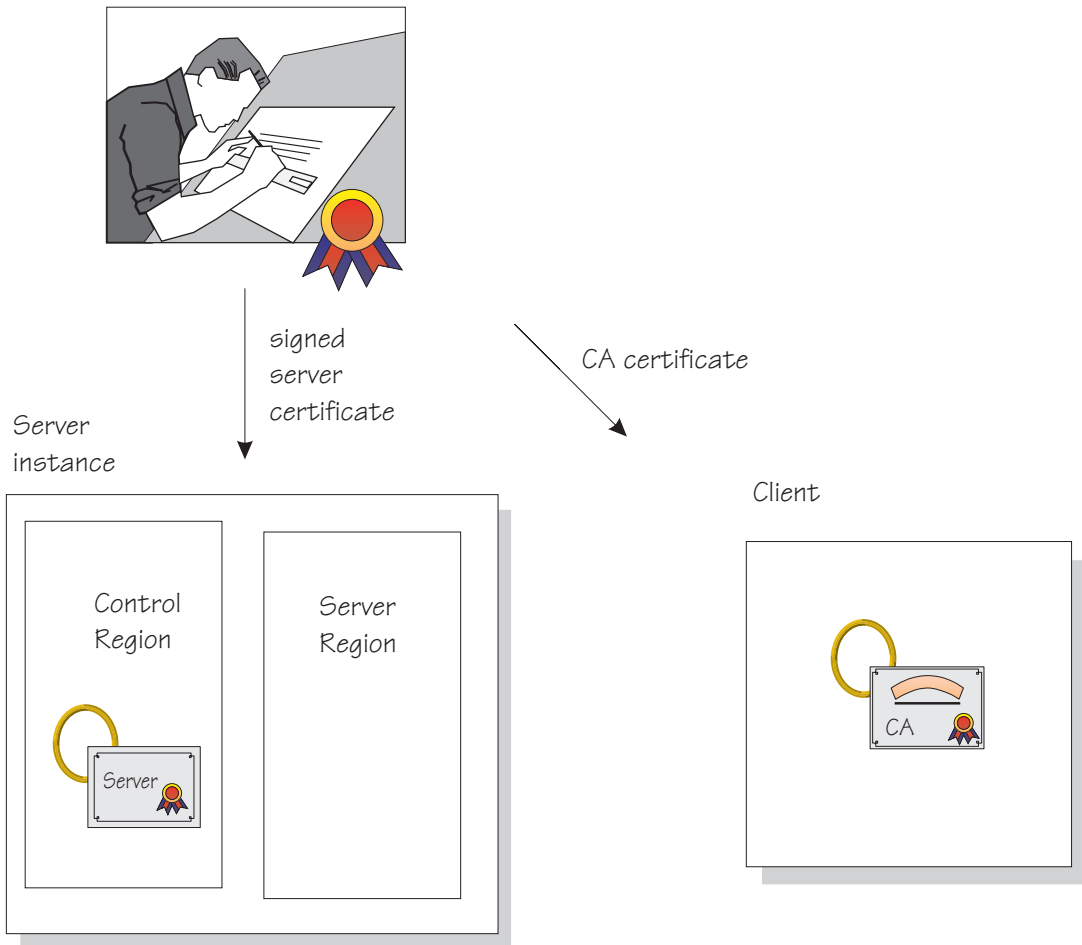 signed
server
certificate
CA certificate
Server
instance
Client
Control
Region
Server
Region
Server
CA